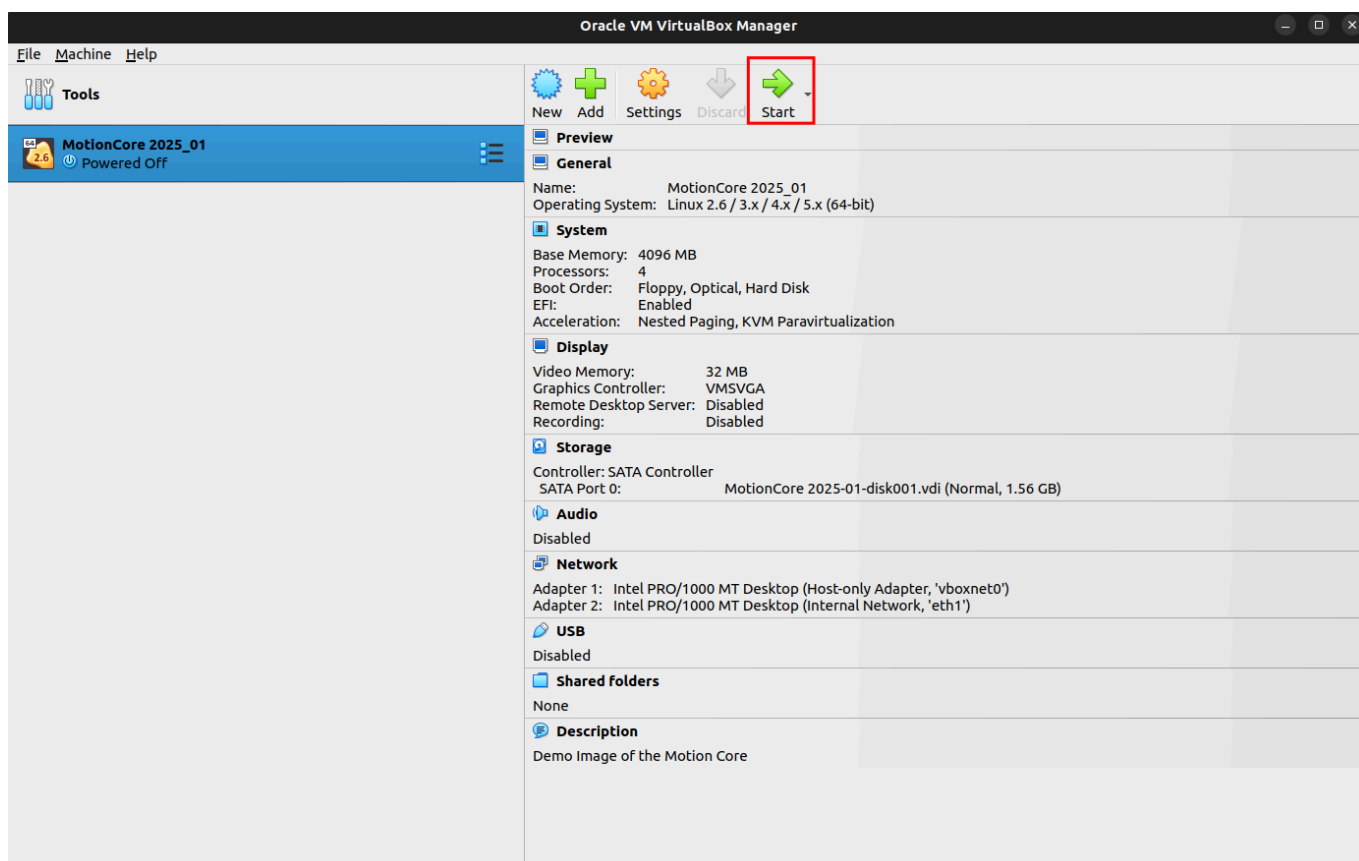 Oracle VM VirtualBox Manager
File Machine Help
Tools
New Add Settings Discard Start
64
2.6
MotionCore 2025_01
Powered Off
Preview
General
Name: MotionCore 2025_01
Operating System: Linux 2.6 / 3.x / 4.x / 5.x (64-bit)
System
Base Memory: 4096 MB
Processors: 4
Boot Order: Floppy, Optical, Hard Disk
EFI: Enabled
Acceleration: Nested Paging, KVM Paravirtualization
Display
Video Memory: 32 MB
Graphics Controller: VMSVGA
Remote Desktop Server: Disabled
Recording: Disabled
Storage
Controller: SATA Controller
SATA Port 0: MotionCore 2025-01-disk001.vdi (Normal, 1.56 GB)
Audio
Disabled
Network
Adapter 1: Intel PRO/1000 MT Desktop (Host-only Adapter, 'vboxnet0')
Adapter 2: Intel PRO/1000 MT Desktop (Internal Network, 'eth1')
USB
Disabled
Shared folders
None
Description
Demo Image of the Motion Core